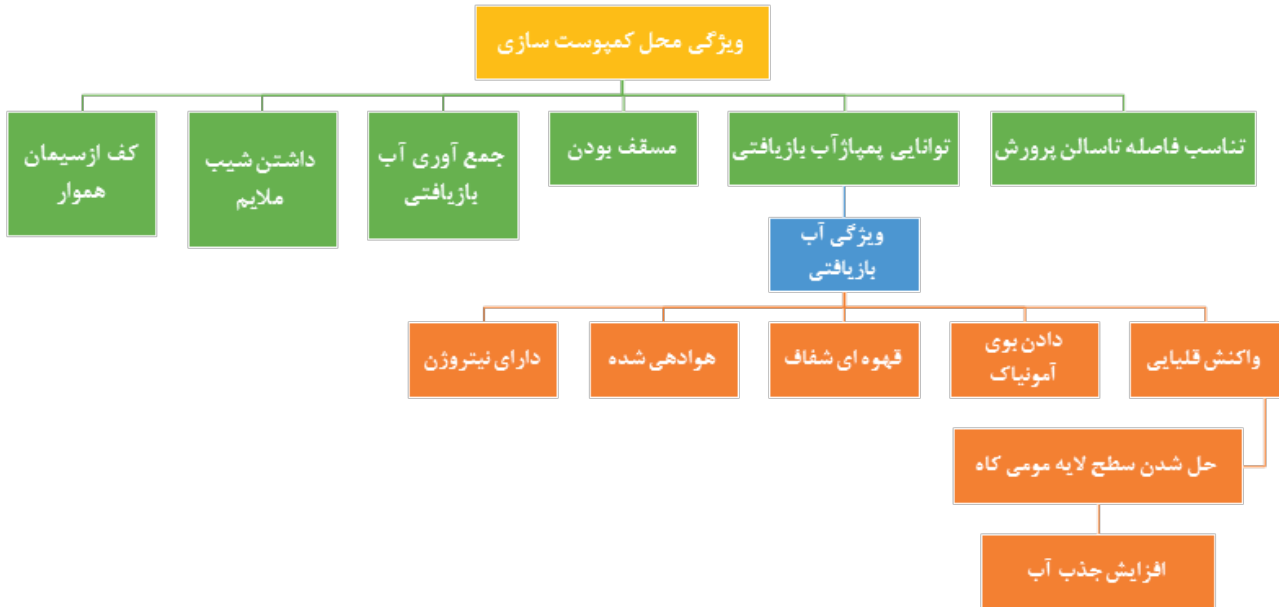 ویژگی محل کمپوست سازی
تناسب فاصله تاسالن پرورش
توانایی پمپاژآب بازیافتی
مسقف بودن
جمع آوری آب
بازیافتی
داشتن شیب
ملایم
کف ازسیمان
هموار
ویژگی آب
بازیافتی
واکنش قلیایی
دادن بوی
آمونیاک
قهوه ای شفاف
هوادهی شده
دارای نیتروژن
حل شدن سطح لایه مومی کاه
افزایش جذب آب